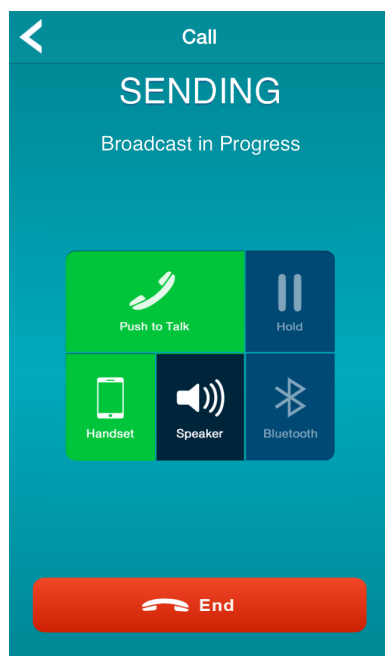 Call
SENDING
Broadcast in Progress
Push to Talk
Hold
Handset
Speaker
Bluetooth
End